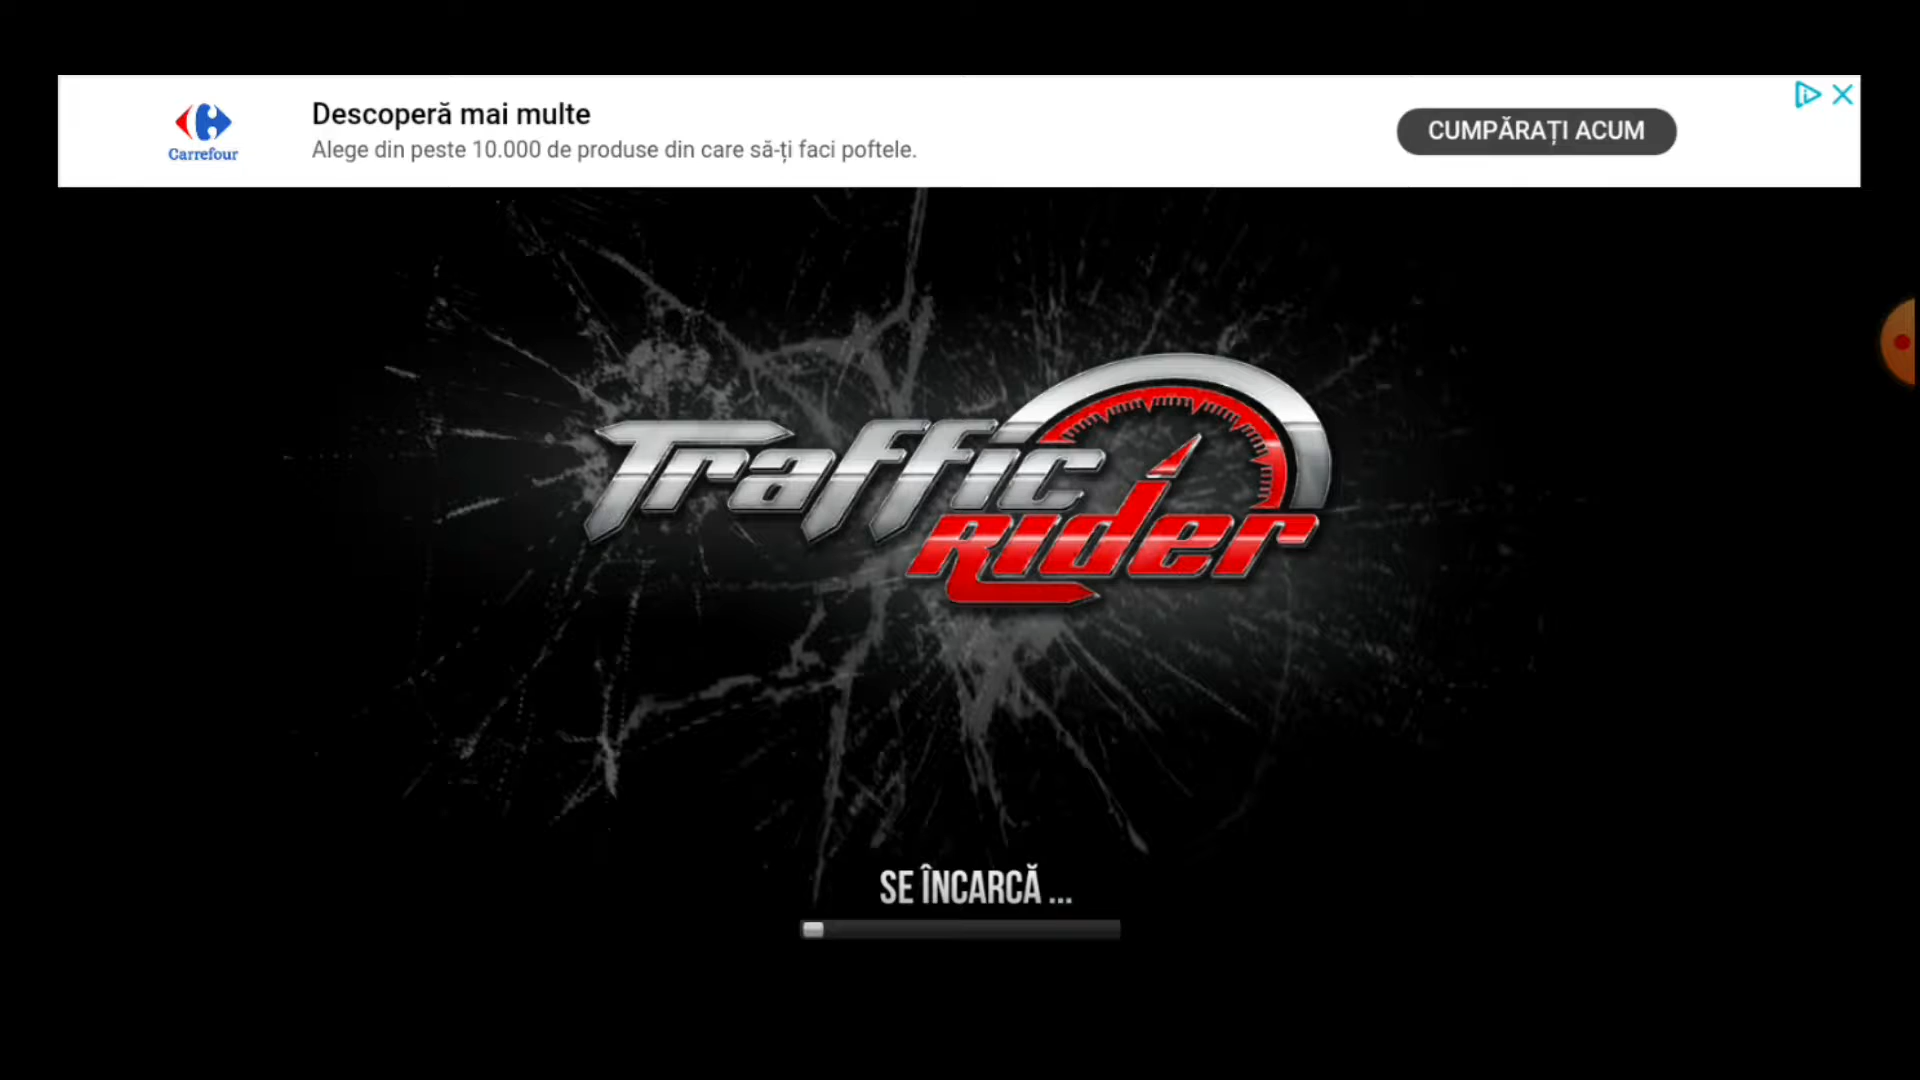 Descoperă mai multe
Alege din peste 10.000 de produse din care să-ți faci poftele.
Carrefour
CUMPĂRAȚI ACUM
Traffic
Rider
SE ÎNCARCĂ ...